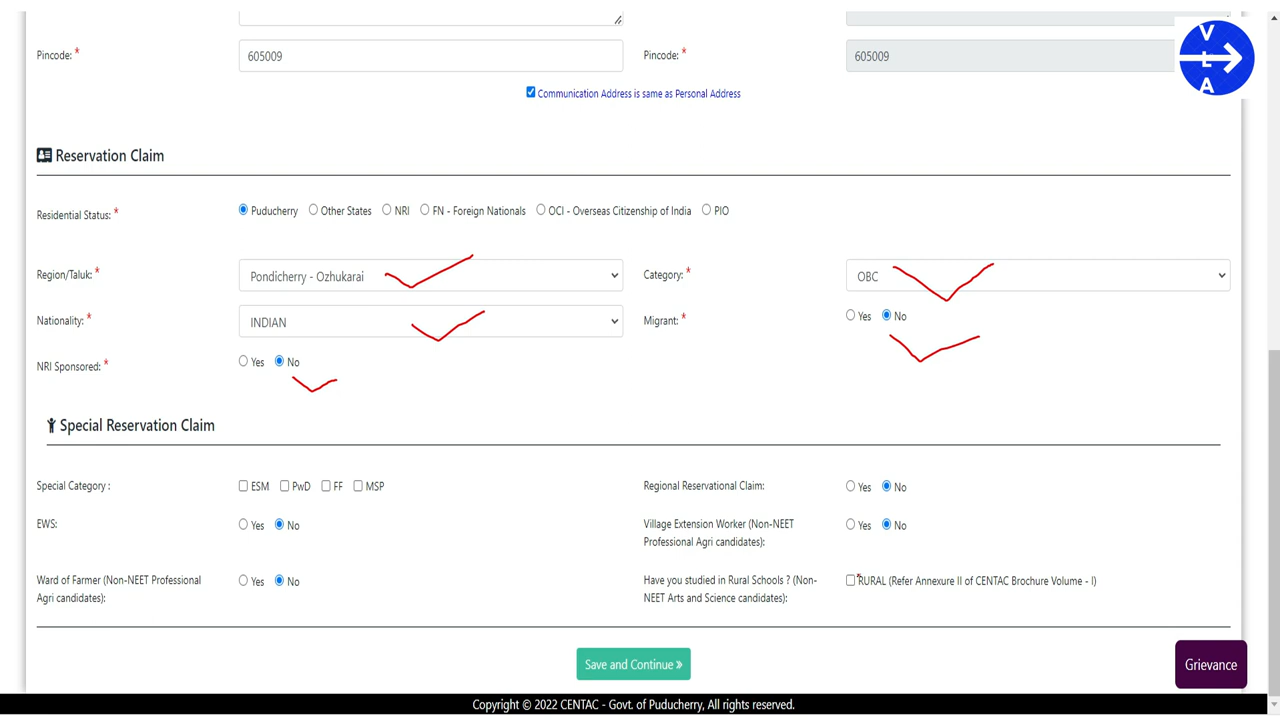 Pincode: * 605009 Pincode: * 605009
V
L
A
Communication Address is same as Personal Address
Reservation Claim
Residential Status: * Puducherry Other States NRI FN - Foreign Nationals OCI - Overseas Citizenship of India PIO
Region/Taluk: * Pondicherry - Ozhukarai Category: * OBC
Nationality: * INDIAN Migrant: * Yes No
NRI Sponsored: * Yes No
Special Reservation Claim
Special Category : ESM PwD FF MSP Regional Reservational Claim: Yes No
EWS: Yes No Village Extension Worker (Non-NEET
Professional Agri candidates): Yes No
Ward of Farmer (Non-NEET Professional
Agri candidates): Yes No
Have you studied in Rural Schools ? (Non-
NEET Arts and Science candidates): RURAL (Refer Annexure II of CENTAC Brochure Volume - I)
Save and Continue »
Grievance
Copyright © 2022 CENTAC - Govt. of Puducherry, All rights reserved.